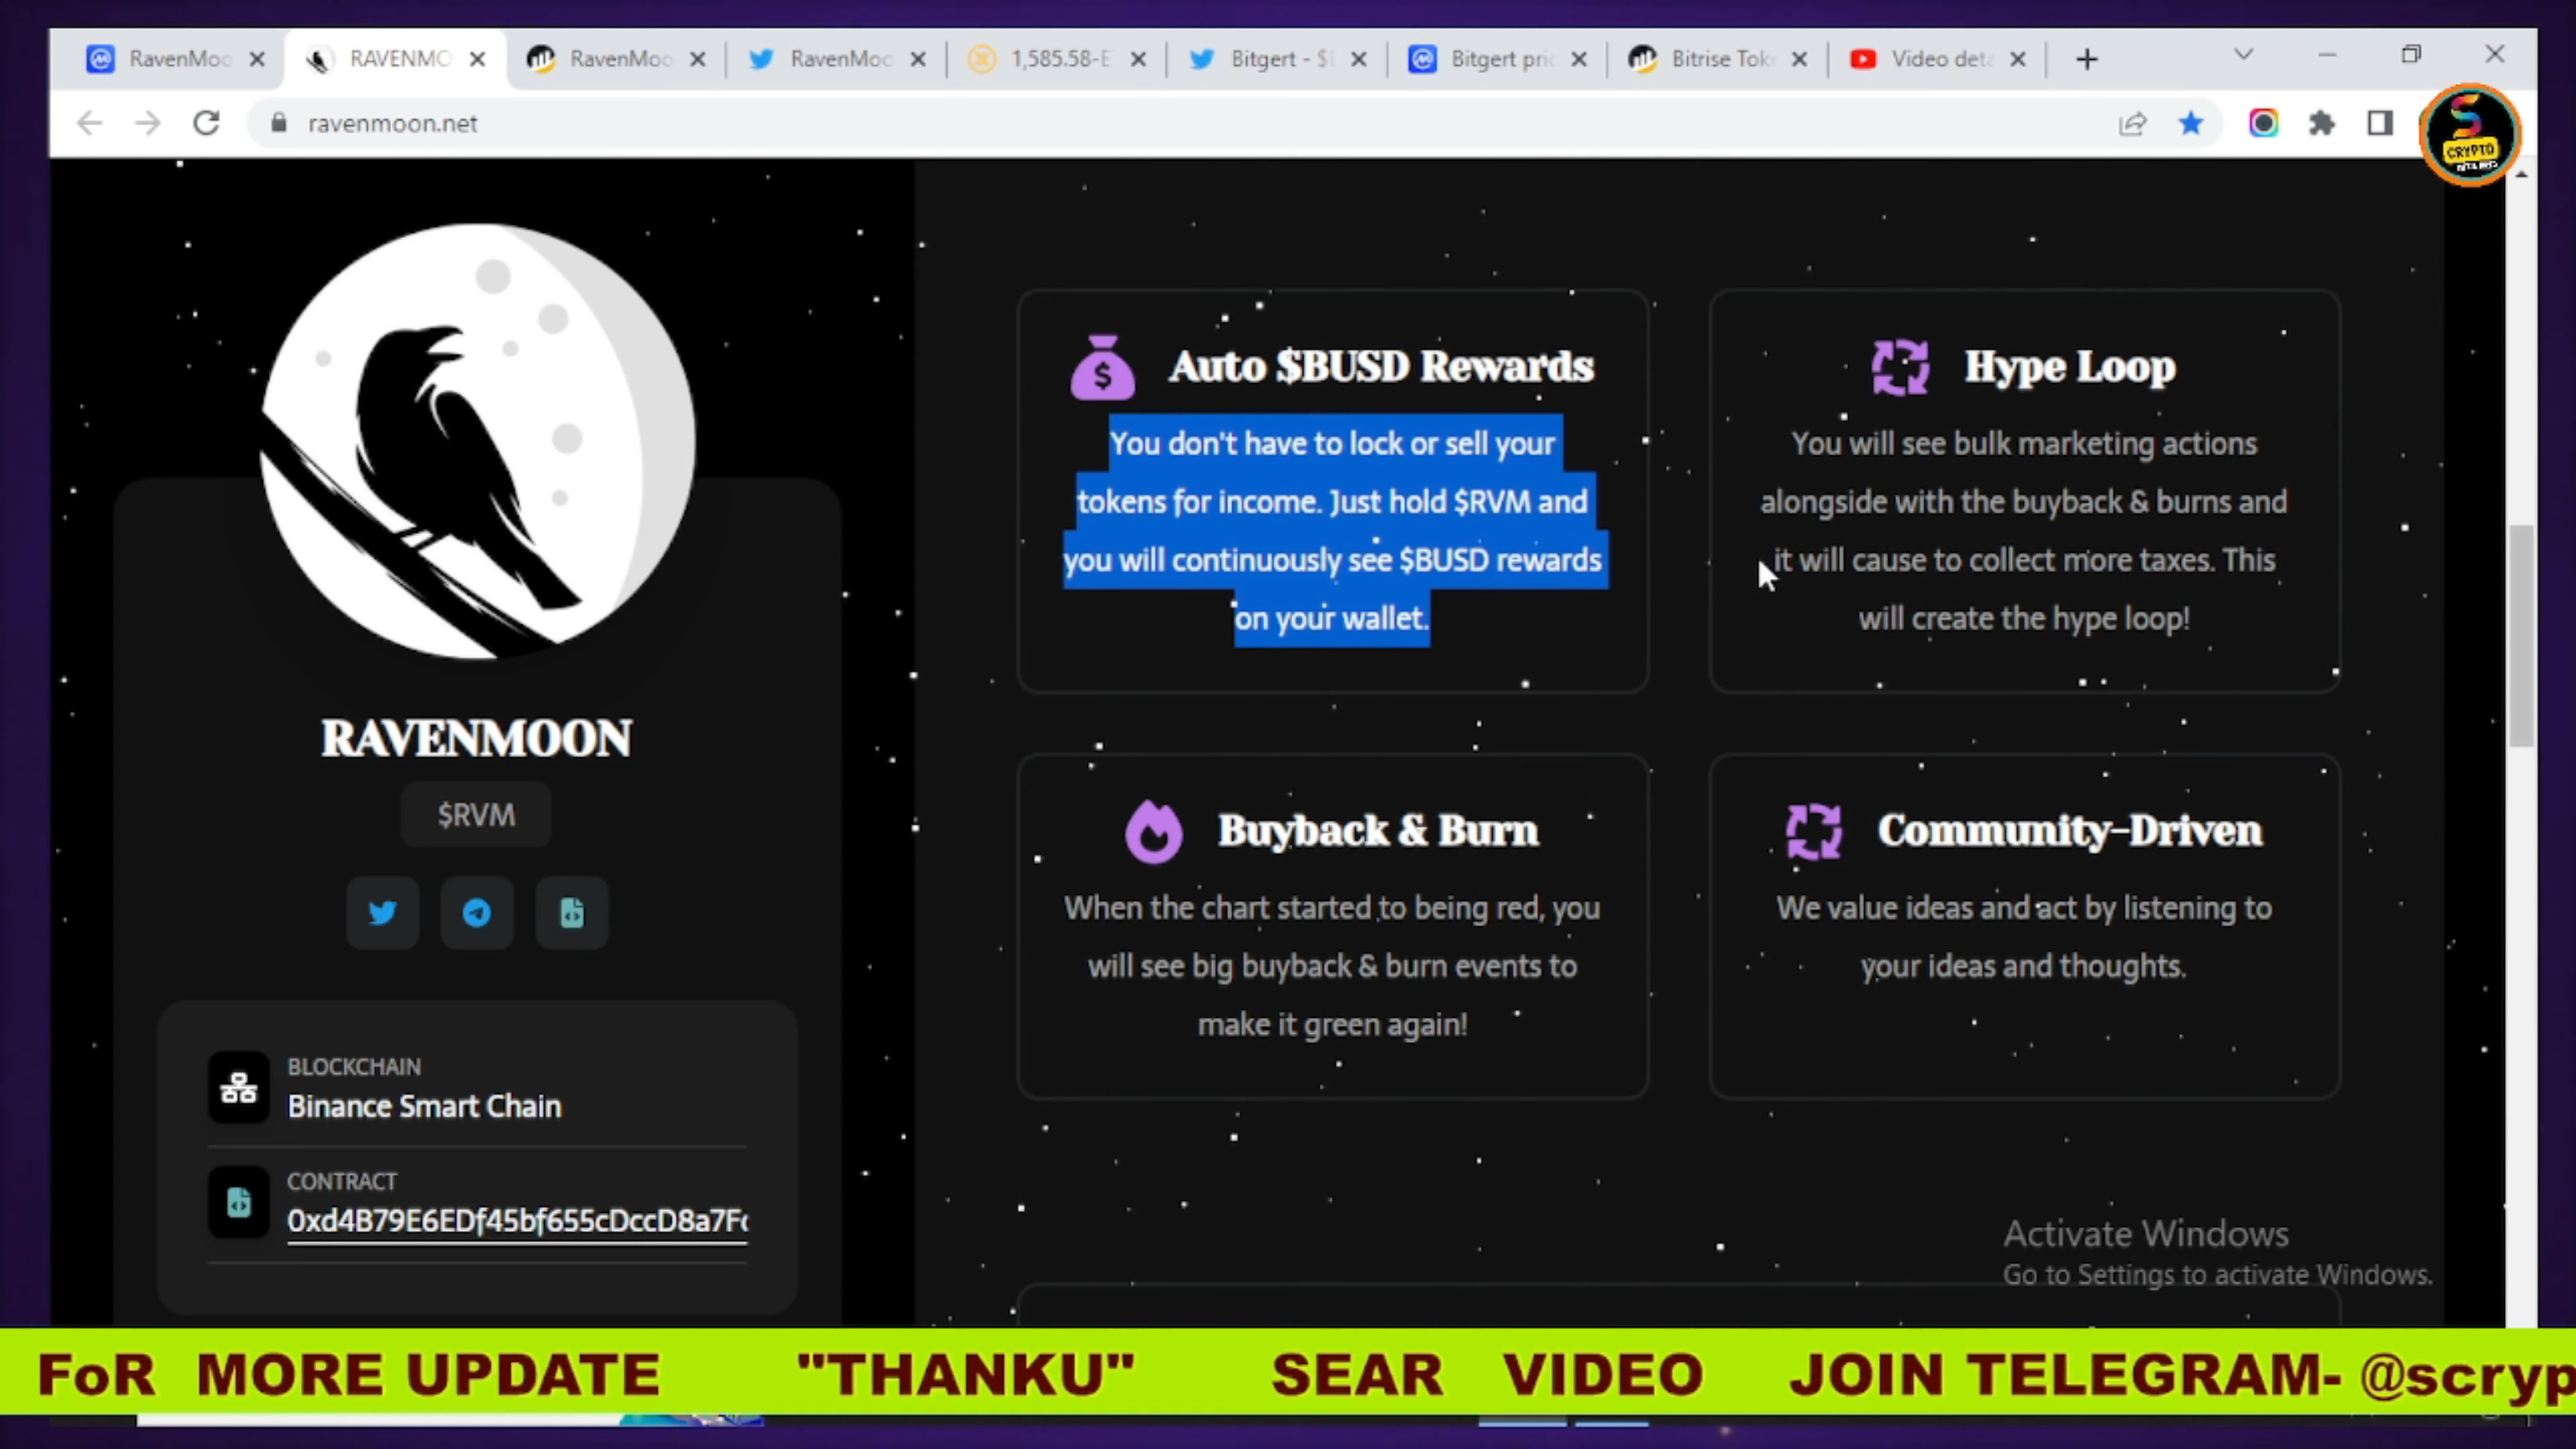 RavenMoo
RAVENMO
RavenMoo
RavenMoo
1,585.58-E
Bitgert - $
Bitgert pric
Bitrise Tok
Video deta
ravenmoon.net
S
CRYPTO
RAVENMOON
$RVM
BLOCKCHAIN
Binance Smart Chain
CONTRACT
0xd4B79E6EDf45bf655cDccD8a7F
Auto $BUSD Rewards
You don't have to lock or sell your
tokens for income. Just hold $RVM and
you will continuously see $BUSD rewards
on your wallet.
Hype Loop
You will see bulk marketing actions
alongside with the buyback & burns and
it will cause to collect more taxes. This
will create the hype loop!
Buyback & Burn
When the chart started to being red, you
will see big buyback & burn events to
make it green again!
Community-Driven
We value ideas and act by listening to
your ideas and thoughts.
Activate Windows
Go to Settings to activate Windows.
FoR MORE UPDATE "THANKU" SEAR VIDEO JOIN TELEGRAM- @scryp